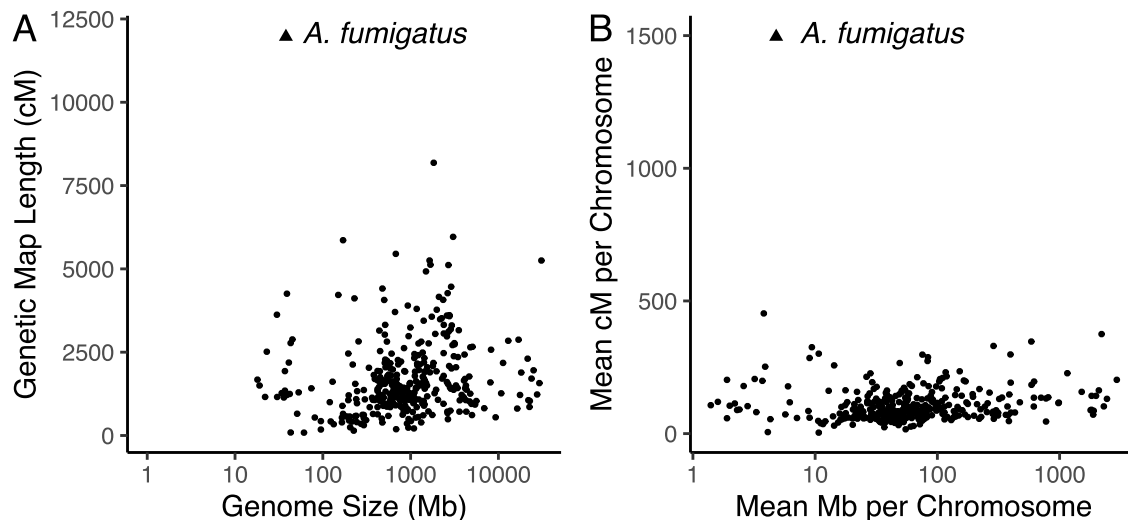 A
Genetic Map Length (cM)
12500
10000
7500
5000
2500
0
A. fumigatus
1
10
100
1000
10000
Genome Size (Mb)
B
Mean cM per Chromosome
1500
1000
500
0
A. fumigatus
1
10
100
1000
Mean Mb per Chromosome